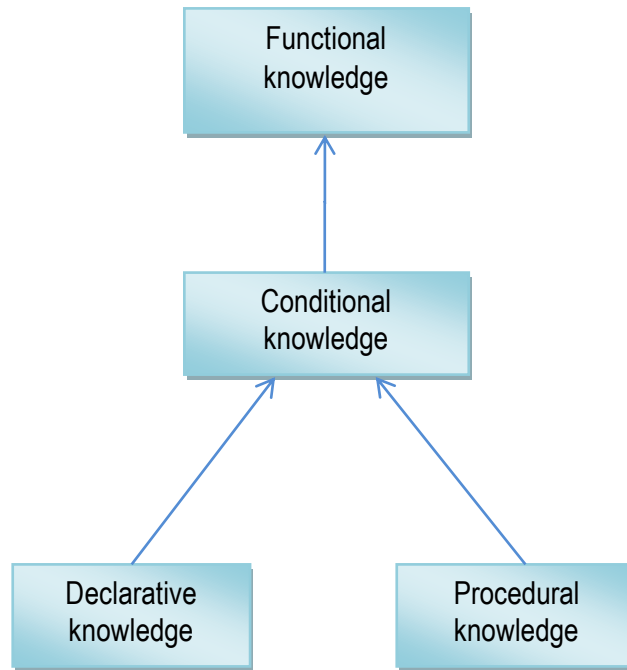 Functional
knowledge
Conditional
knowledge
Declarative
knowledge
Procedural
knowledge